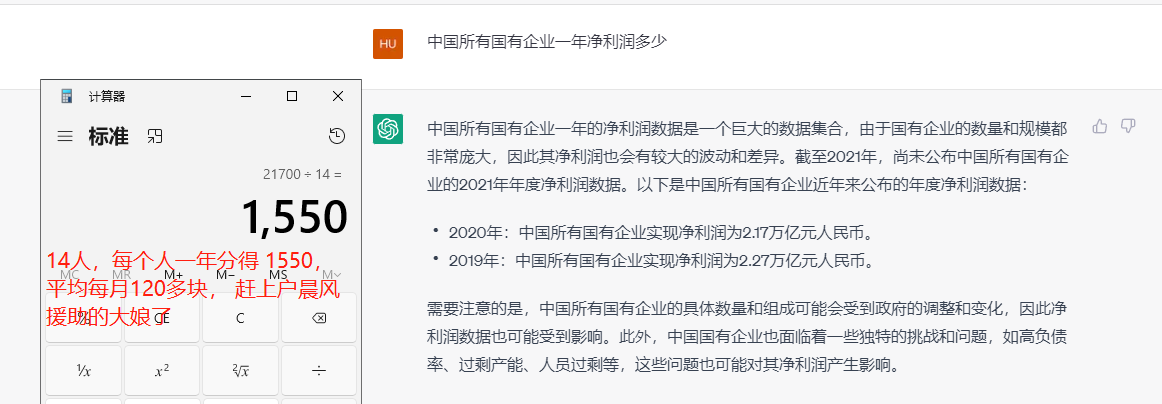 HU
中国所有国有企业一年净利润多少
计算器
标准
21700 ÷ 14 =
1,550
14人，每个人一年分得 1550，
平均每月120多块， 赶上户晨风
援助的大娘了
MC MR M+ M− MS M˅
CE C
⅟x x² ²√x ÷
中国所有国有企业一年的净利润数据是一个巨大的数据集合，由于国有企业的数量和规模都
非常庞大，因此其净利润也会有较大的波动和差异。截至2021年，尚未公布中国所有国有企
业的2021年年度净利润数据。以下是中国所有国有企业近年来公布的年度净利润数据：
• 2020年：中国所有国有企业实现净利润为2.17万亿元人民币。
• 2019年：中国所有国有企业实现净利润为2.27万亿元人民币。
需要注意的是，中国所有国有企业的具体数量和组成可能会受到政府的调整和变化，因此净
利润数据也可能受到影响。此外，中国国有企业也面临着一些独特的挑战和问题，如高负债
率、过剩产能、人员过剩等，这些问题也可能对其净利润产生影响。